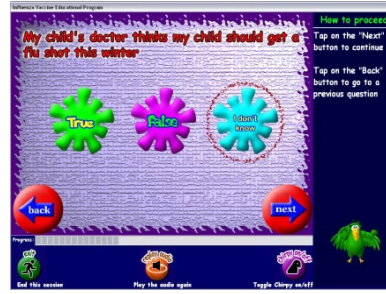 Influenza Vaccine Educational Program
My child's doctor thinks my child should get a
flu shot this winter
True
False
I don't
know
back
next
Progress:
End this session
Play the audio again
Toggle Chirpy on/off
How to proceed
Tap on the "Next"
button to continue
Tap on the "Back"
button to go to a
previous question